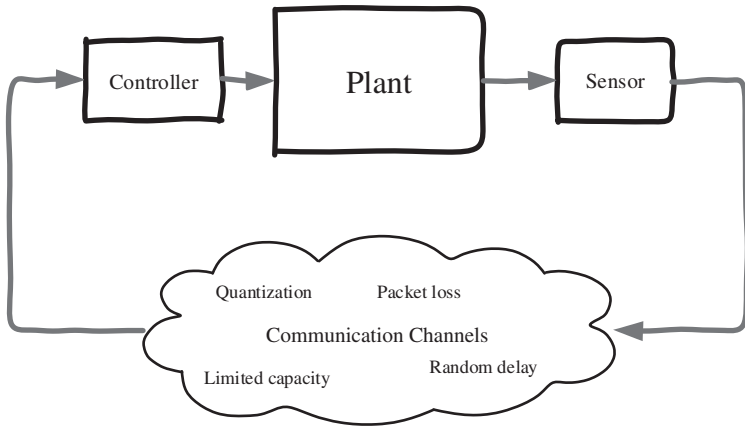 Controller
Plant
Sensor
Quantization
Packet loss
Communication Channels
Limited capacity
Random delay